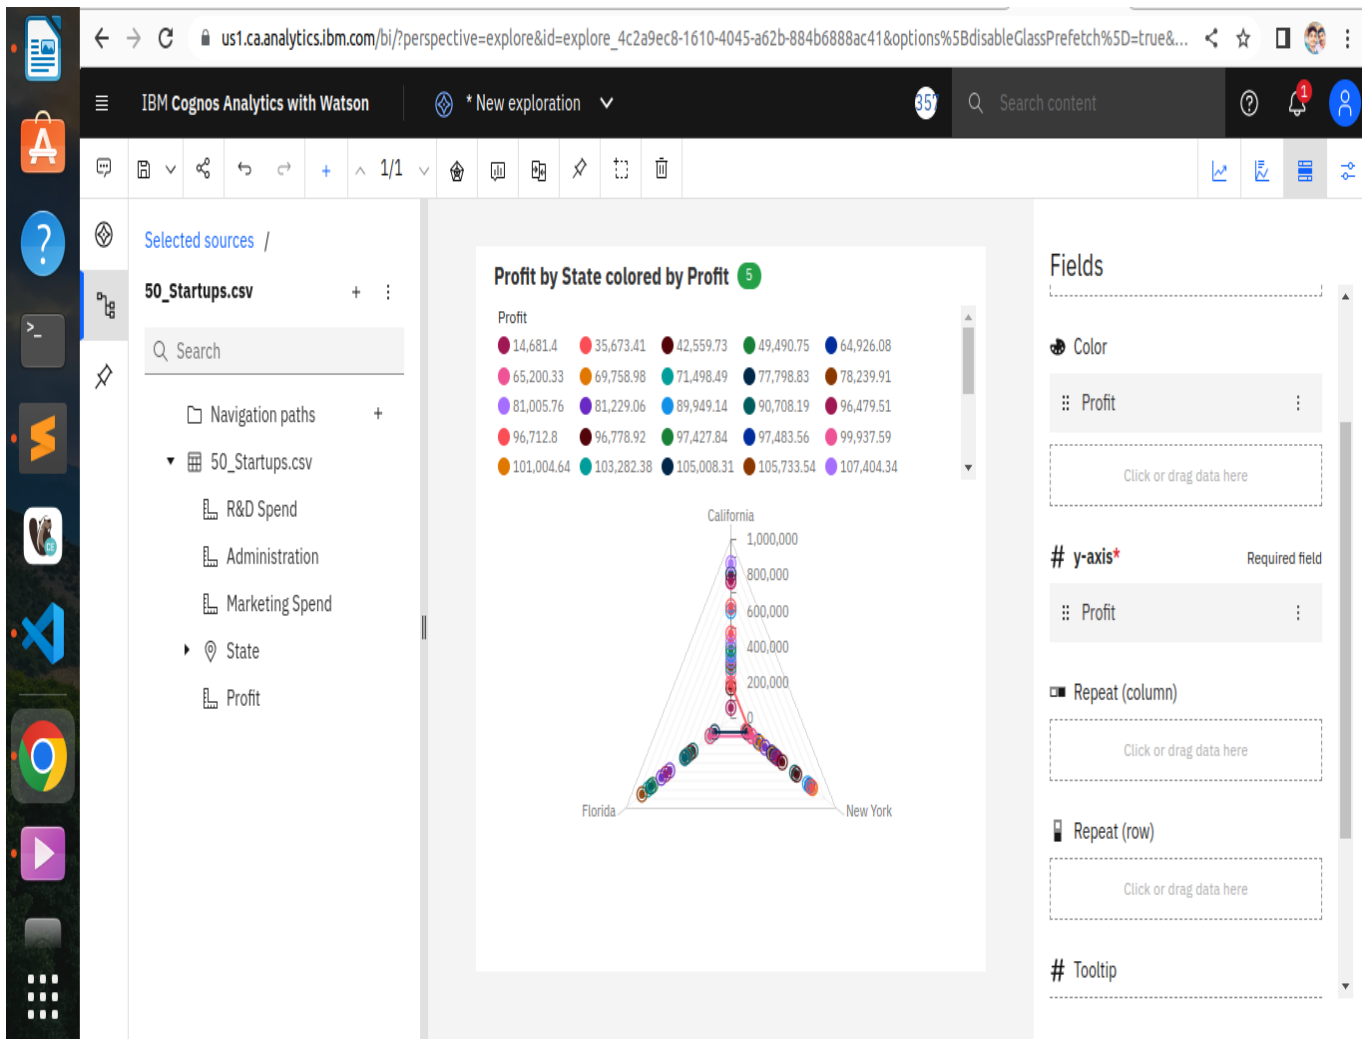 us1.ca.analytics.ibm.com/bi/?perspective=explore&id=explore_4c2a9ec8-1610-4045-a62b-884b6888ac41&options%5BdisableGlassPrefetch%5D=true&...
IBM Cognos Analytics with Watson
* New exploration
357
Search content
1
1/1
Selected sources /
50_Startups.csv
Search
Navigation paths
50_Startups.csv
R&D Spend
Administration
Marketing Spend
State
Profit
Profit by State colored by Profit 5
Profit
14,681.4 35,673.41 42,559.73 49,490.75 64,926.08
65,200.33 69,758.98 71,498.49 77,798.83 78,239.91
81,005.76 81,229.06 89,949.14 90,708.19 96,479.51
96,712.8 96,778.92 97,427.84 97,483.56 99,937.59
101,004.64 103,282.38 105,008.31 105,733.54 107,404.34
California
1,000,000
800,000
600,000
400,000
200,000
0
Florida
New York
Fields
Color
Profit
Click or drag data here
# y-axis* Required field
Profit
Repeat (column)
Click or drag data here
Repeat (row)
Click or drag data here
# Tooltip